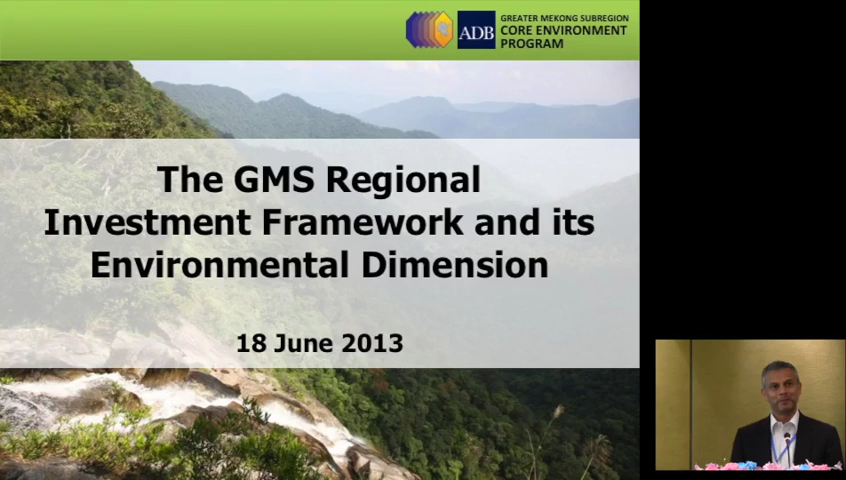 ADB
GREATER MEKONG SUBREGION
CORE ENVIRONMENT
PROGRAM
The GMS Regional
Investment Framework and its
Environmental Dimension
18 June 2013